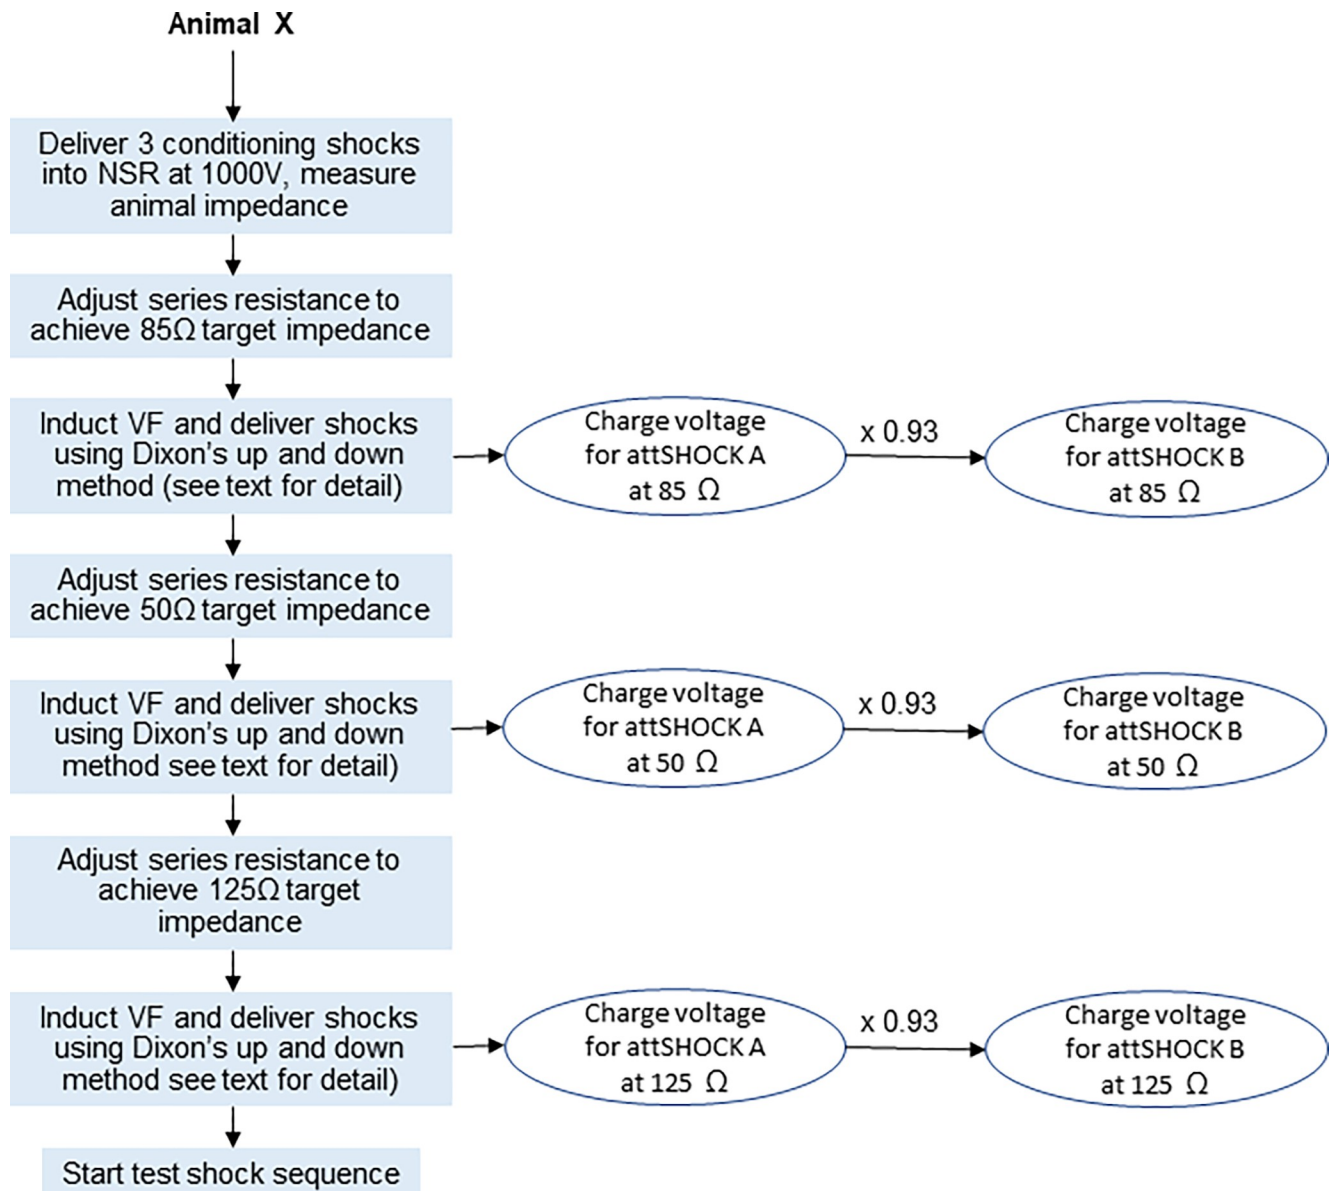 Animal X
Deliver 3 conditioning shocks
into NSR at 1000V, measure
animal impedance
Adjust series resistance to
achieve 85Ω target impedance
Induct VF and deliver shocks
using Dixon's up and down
method (see text for detail)
Charge voltage
for attSHOCK A
at 85 Ω
x 0.93
Charge voltage
for attSHOCK B
at 85 Ω
Adjust series resistance to
achieve 50Ω target impedance
Induct VF and deliver shocks
using Dixon's up and down
method see text for detail)
Charge voltage
for attSHOCK A
at 50 Ω
x 0.93
Charge voltage
for attSHOCK B
at 50 Ω
Adjust series resistance to
achieve 125Ω target
impedance
Induct VF and deliver shocks
using Dixon's up and down
method see text for detail)
Charge voltage
for attSHOCK A
at 125 Ω
x 0.93
Charge voltage
for attSHOCK B
at 125 Ω
Start test shock sequence